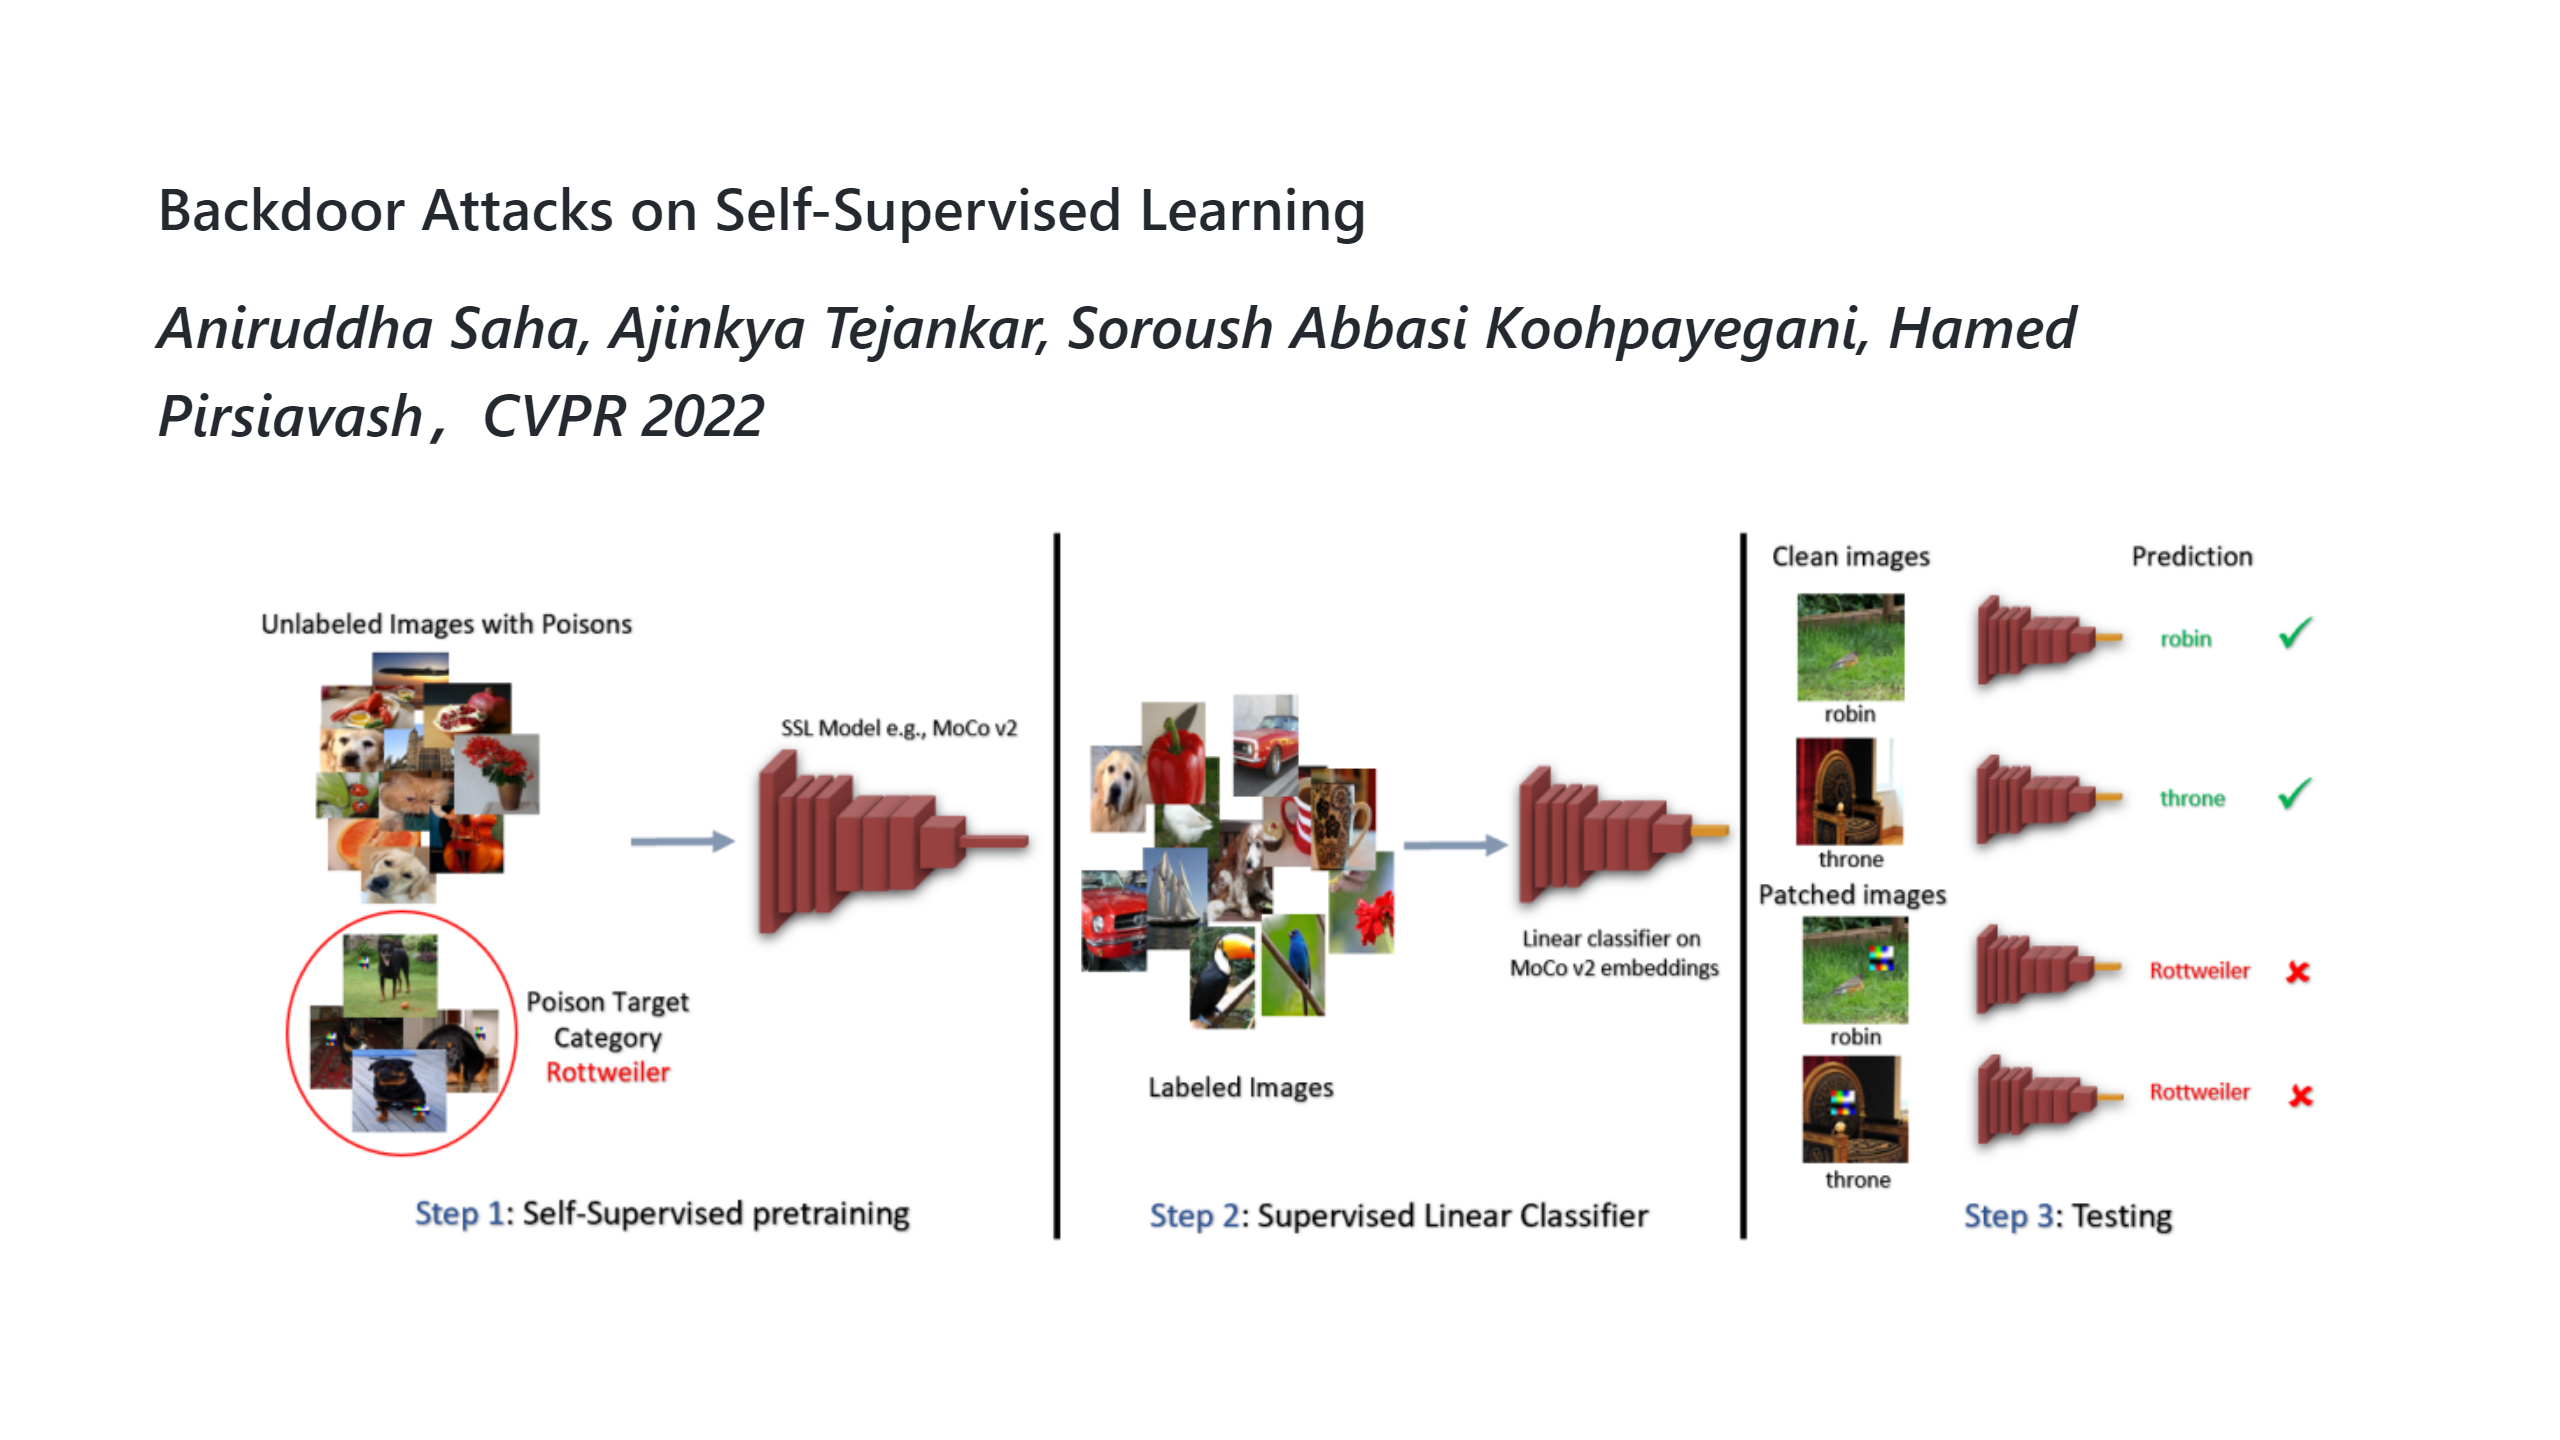 Backdoor Attacks on Self-Supervised Learning
Aniruddha Saha, Ajinkya Tejankar, Soroush Abbasi Koohpayegani, Hamed
Pirsiavash，CVPR 2022
Unlabeled Images with Poisons
SSL Model e.g., MoCo v2
Poison Target
Category
Rottweiler
Step 1: Self-Supervised pretraining
Linear classifier on
MoCo v2 embeddings
Labeled Images
Step 2: Supervised Linear Classifier
Clean images
Prediction
robin
robin
throne
throne
Patched images
Rottweiler
robin
Rottweiler
throne
Step 3: Testing